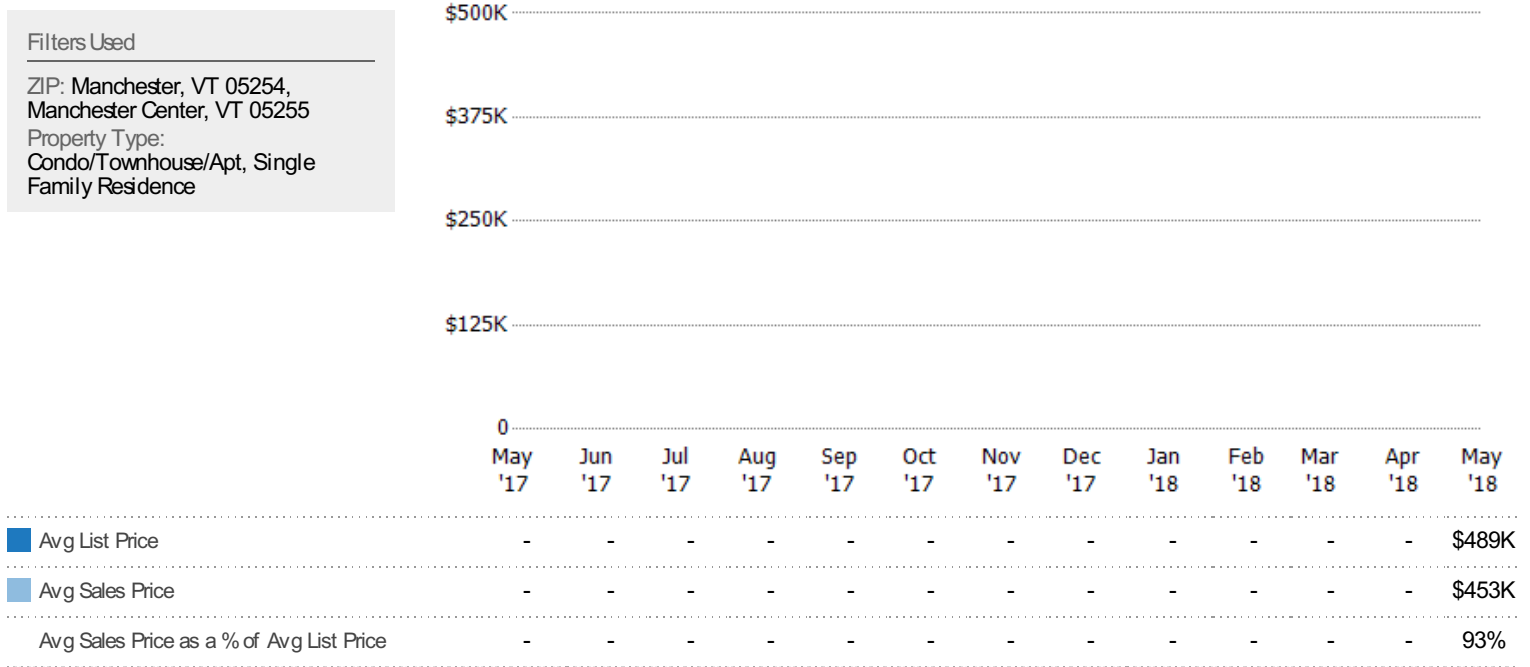 Filters Used
ZIP: Manchester, VT 05254,
Manchester Center, VT 05255
Property Type:
Condo/Townhouse/Apt, Single
Family Residence
$500K
$375K
$250K
$125K
0
May Jun Jul Aug Sep Oct Nov Dec Jan Feb Mar Apr May
'17 '17 '17 '17 '17 '17 '17 '17 '18 '18 '18 '18 '18
Avg List Price - - - - - - - - - - - - $489K
Avg Sales Price - - - - - - - - - - - - $453K
Avg Sales Price as a % of Avg List Price - - - - - - - - - - - - 93%